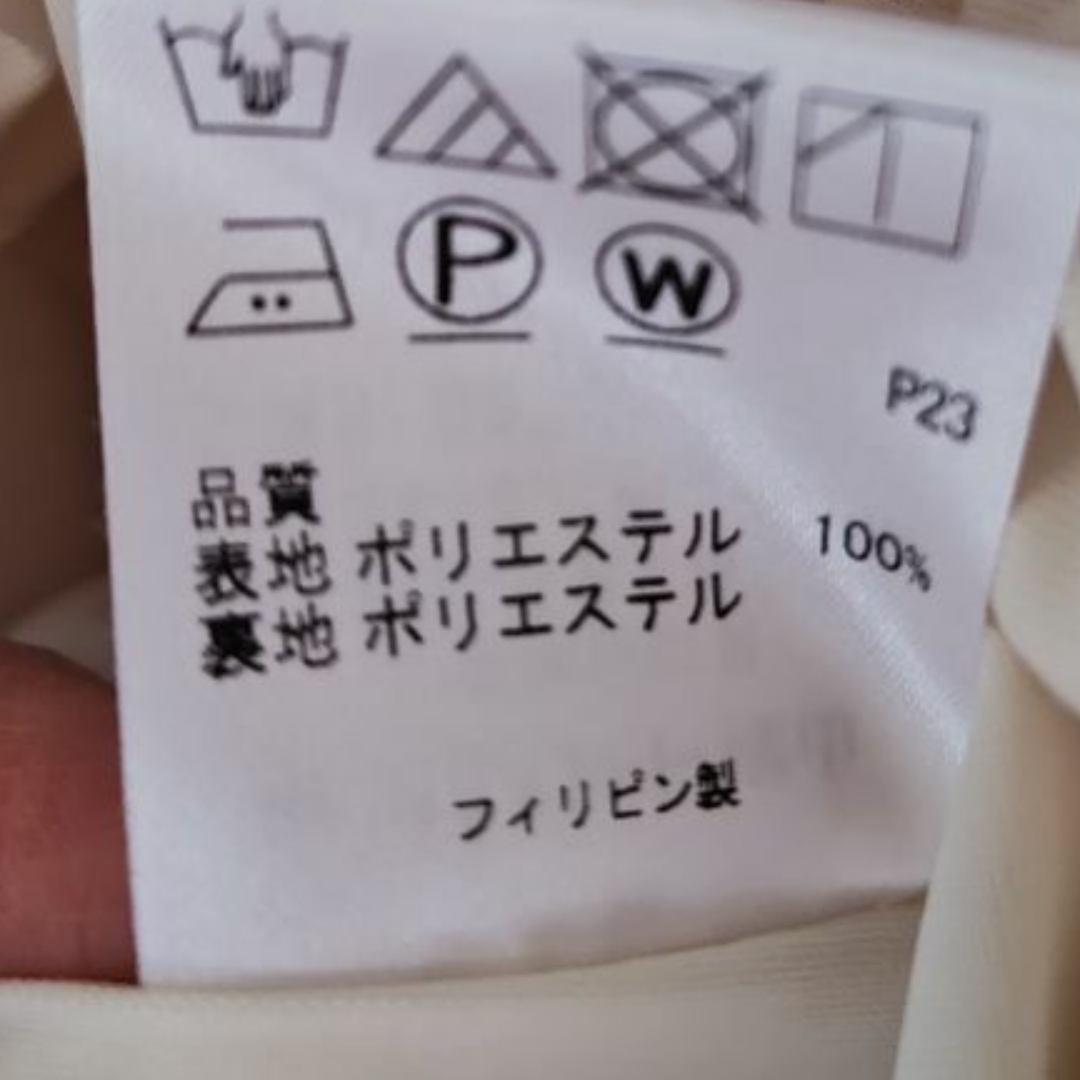 P W
P23
品質
表地 ポリエステル 100%
裏地 ポリエステル
フィリピン製